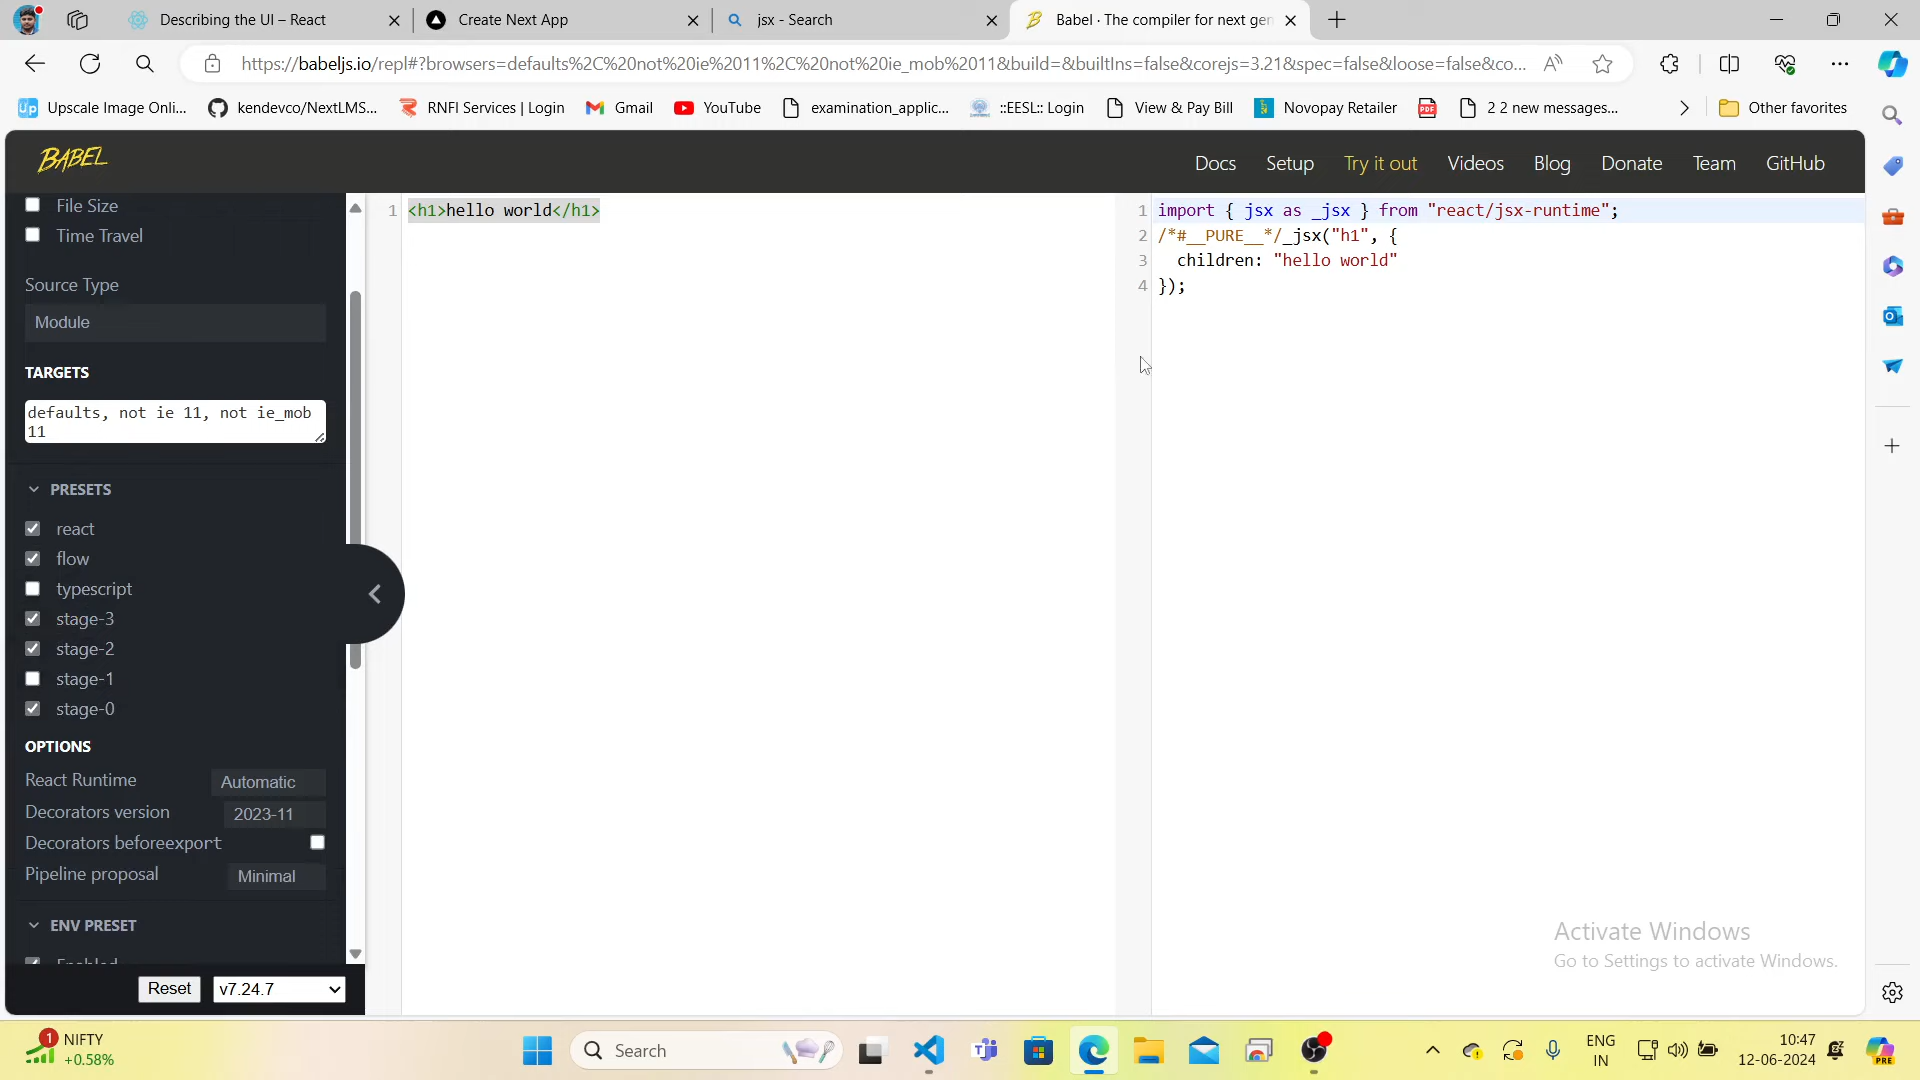 Describing the UI – React
Create Next App
jsx - Search
Babel · The compiler for next gen
https://babeljs.io/repl#?browsers=defaults%2C%20not%20ie%2011%2C%20not%20ie_mob%2011&build=&builtIns=false&corejs=3.21&spec=false&loose=false&co...
Upscale Image Onli...
kendevco/NextLMS...
RNFI Services | Login
Gmail
YouTube
examination_applic...
::EESL:: Login
View & Pay Bill
Novopay Retailer
PDF
2 2 new messages...
Other favorites
BABEL
Docs
Setup
Try it out
Videos
Blog
Donate
Team
GitHub
File Size
Time Travel
Source Type
Module
TARGETS
defaults, not ie 11, not ie_mob
11
PRESETS
react
flow
typescript
stage-3
stage-2
stage-1
stage-0
OPTIONS
React Runtime Automatic
Decorators version 2023-11
Decorators beforeexport
Pipeline proposal Minimal
ENV PRESET
Enabled
Reset v7.24.7
1 <h1>hello world</h1>
1 import { jsx as _jsx } from "react/jsx-runtime";
2 /*#__PURE__*/_jsx("h1", {
3 children: "hello world"
4 });
Activate Windows
Go to Settings to activate Windows.
1 NIFTY
+0.58%
Search
ENG
IN
10:47
12-06-2024
PRE